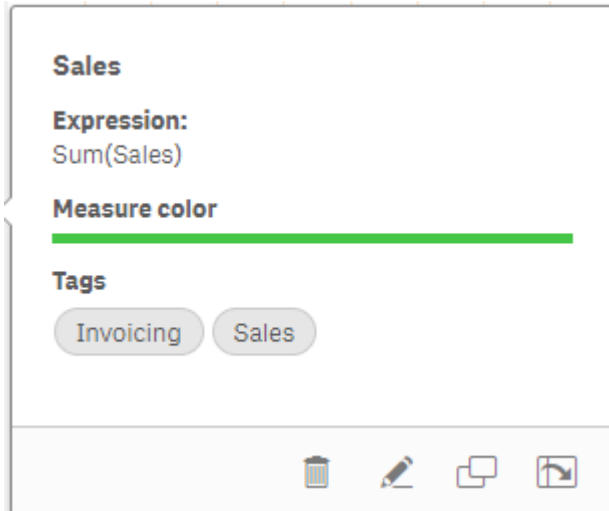 Sales
Expression:
Sum(Sales)
Measure color
Tags
Invoicing Sales